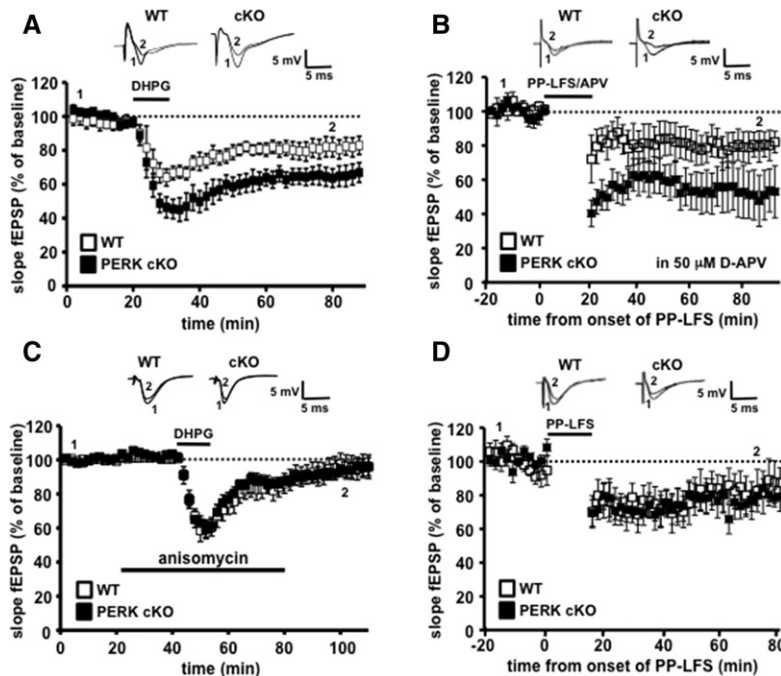 A
WT
cKO
1
2
1
2
5 mV
5 ms
DHPG
1
2
120
100
80
60
40
20
0
slope fEPSP (% of baseline)
WT
PERK cKO
0 20 40 60 80
time (min)
B
WT
cKO
2
1
2
1
5 mV
5 ms
PP-LFS/APV
1
2
120
100
80
60
40
20
0
slope fEPSP (% of baseline)
WT
PERK cKO
in 50 μM D-APV
-20 0 20 40 60 80
time from onset of PP-LFS (min)
C
WT
cKO
2
1
2
1
5 mV
5 ms
DHPG
1
2
120
100
80
60
40
20
0
slope fEPSP (% of baseline)
anisomycin
WT
PERK cKO
0 20 40 60 80 100
time (min)
D
WT
cKO
2
1
2
1
5 mV
5 ms
PP-LFS
1
2
120
100
80
60
40
20
0
slope fEPSP (% of baseline)
WT
PERK cKO
-20 0 20 40 60 80
time from onset of PP-LFS (min)